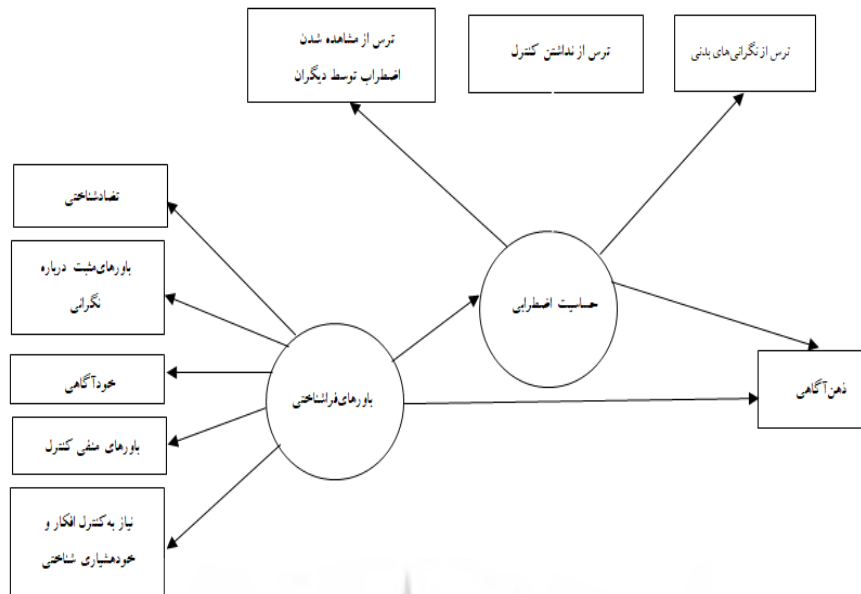 ترس از مشاهده شدن
اضطراب توسط دیگران
ترس از نداشتن کنترل
ترس از نگرانی‌های بدنی
تضادشناختی
باورهای‌مثبت درباره
نگرانی
خودآگاهی
باورهای منفی کنترل
نیاز به‌کنترل افکار و
خودهشیاری شناختی
باورهای‌فراشناختی
حساسیت اضطرابی
ذهن‌آگاهی